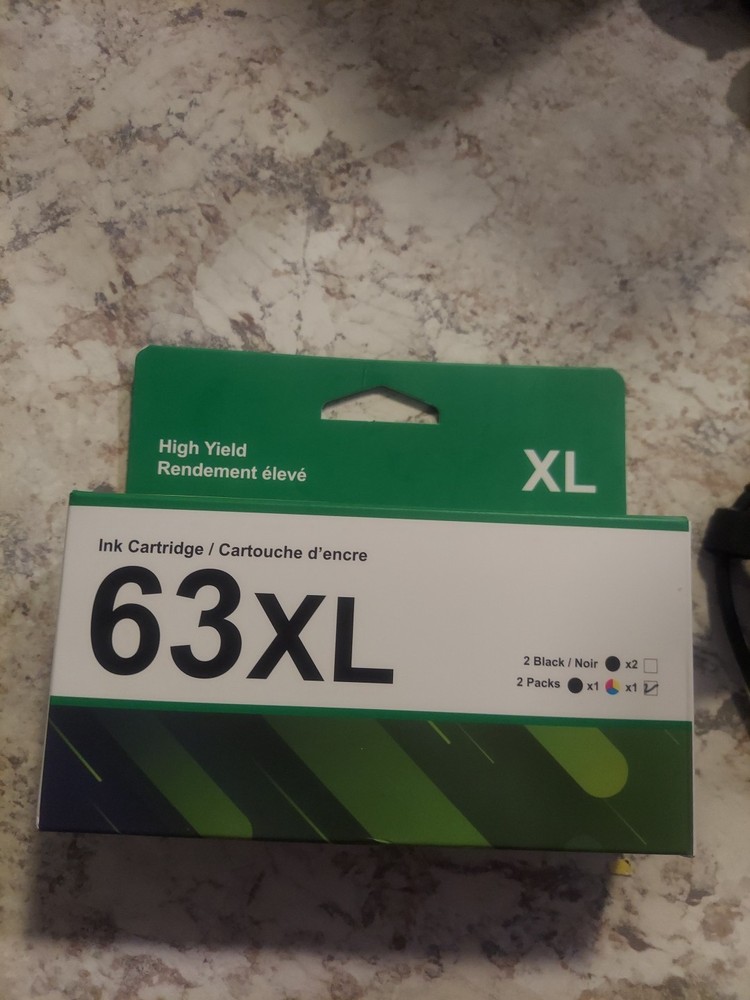 High Yield
Rendement élevé
XL
Ink Cartridge / Cartouche d'encre
63XL
2 Black / Noir x2
2 Packs x1 x1